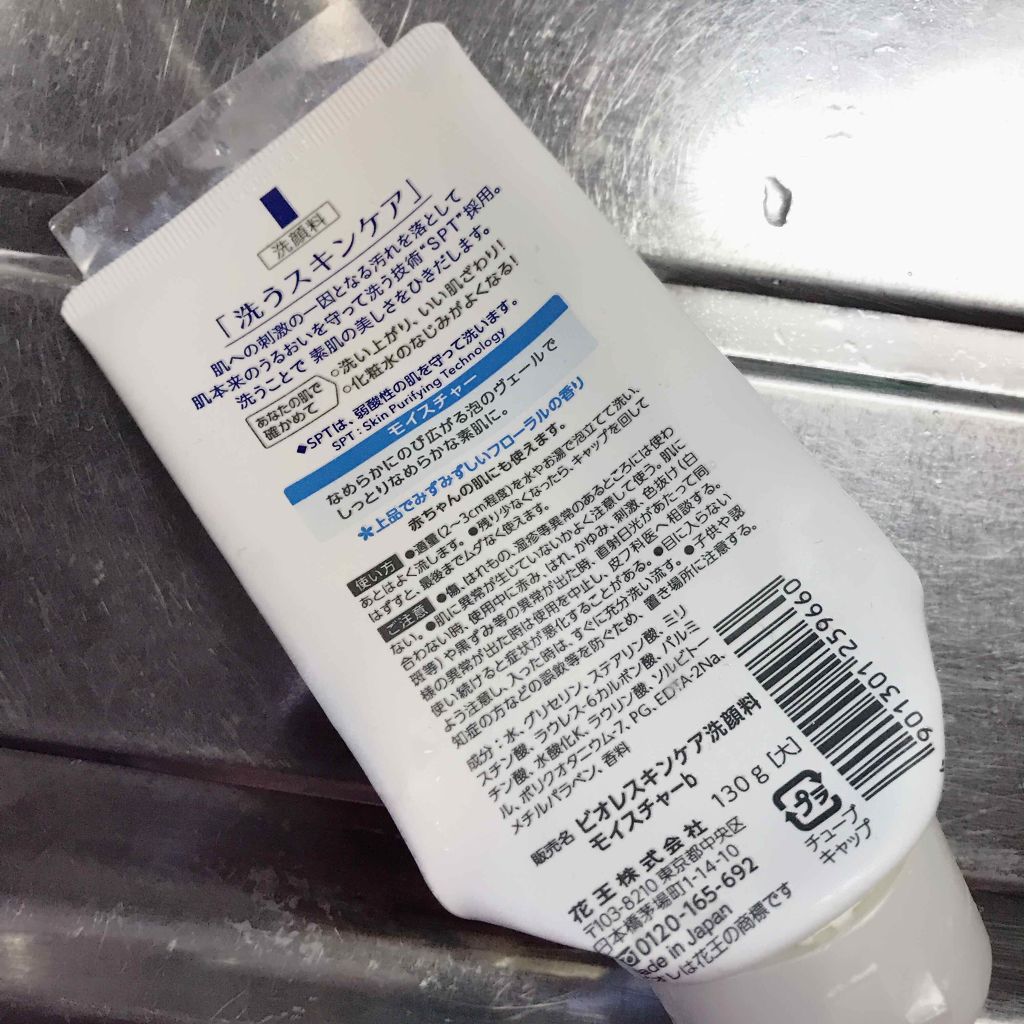 洗顔料
「洗うスキンケア」
肌への刺激の一因となる汚れを落として
肌本来のうるおいを守って洗う技術“SPT”採用。
洗うことで 素肌の美しさをひきだします。
あなたの肌で
確かめて
○洗い上がり、いい肌ざわり!
○化粧水のなじみがよくなる!
◆SPTは、弱酸性の肌を守って洗います。
SPT : Skin Purifying Technology
モイスチャー
なめらかにのび広がる泡のヴェールで
しっとりなめらかな素肌に。
*上品でみずみずしいフローラルの香り
赤ちゃんの肌にも使えます。
使い方 ●適量(2~3cm程度)を水やお湯で泡立てて洗い、
あとはよく流します。●残り少なくなったら、キャップを回して
はずすと、最後までムダなく使えます。
ご注意 ●傷、はれもの、湿疹等異常のあるところには使わ
ない。●肌に異常が生じていないかよく注意して使う。肌に
合わない時、使用中に赤み、はれ、かゆみ、刺激、色抜け(白
斑等)や黒ずみ等の異常が出た時、直射日光があたって同
様の異常が出た時は使用を中止し、皮フ科医へ相談する。
使い続けると症状が悪化することがある。●目に入らない
よう注意し、入った時は、すぐに充分洗い流す。●子供や認
知症の方などの誤飲等を防ぐため、置き場所に注意する。
成分:水、グリセリン、ステアリン酸、ミリ
スチン酸、ラウレス-6カルボン酸、パルミ
チン酸、水酸化K、ラウリン酸、ソルビトー
ル、ポリクオタニウム-7、PG、EDTA-2Na、
メチルパラベン、香料
販売名 ビオレスキンケア洗顔料
モイスチャーb
130g [大]
4901301259660
プラ
チューブ
キャップ
花王株式会社
〒103-8210 東京都中央区
日本橋茅場町1-14-10
0120-165-692
ade in Japan
レは花王の商標です